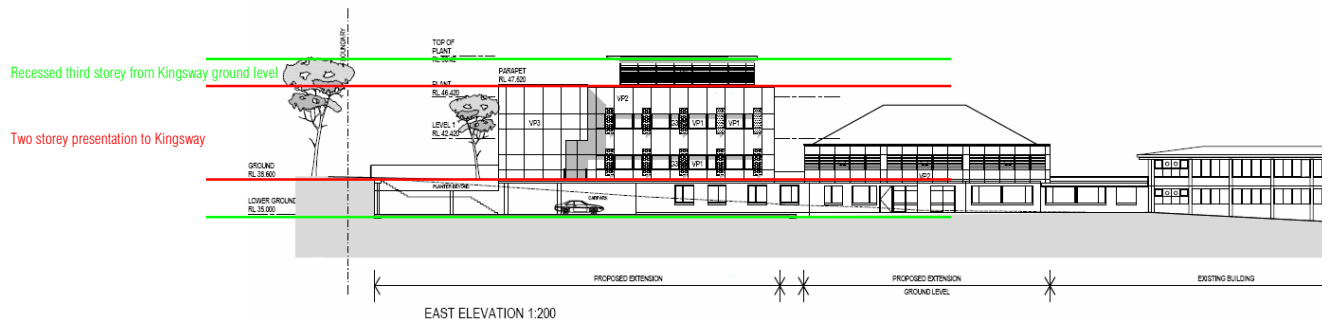 BOUNDARY
TOP OF
PLANT
Recessed third storey from Kingsway ground level
PARAPET
RL 47.620
PLANT
RL 46.420
VP2
VP3
VP1
VP1
LEVEL 1
RL 42.420
Two storey presentation to Kingsway
VP1
GROUND
RL 38.600
VP2
PLANTER BEYOND
LOWER GROUND
RL 35.000
CARPARK
PROPOSED EXTENSION
PROPOSED EXTENSION
EXISTING BUILDING
GROUND LEVEL
EAST ELEVATION 1:200